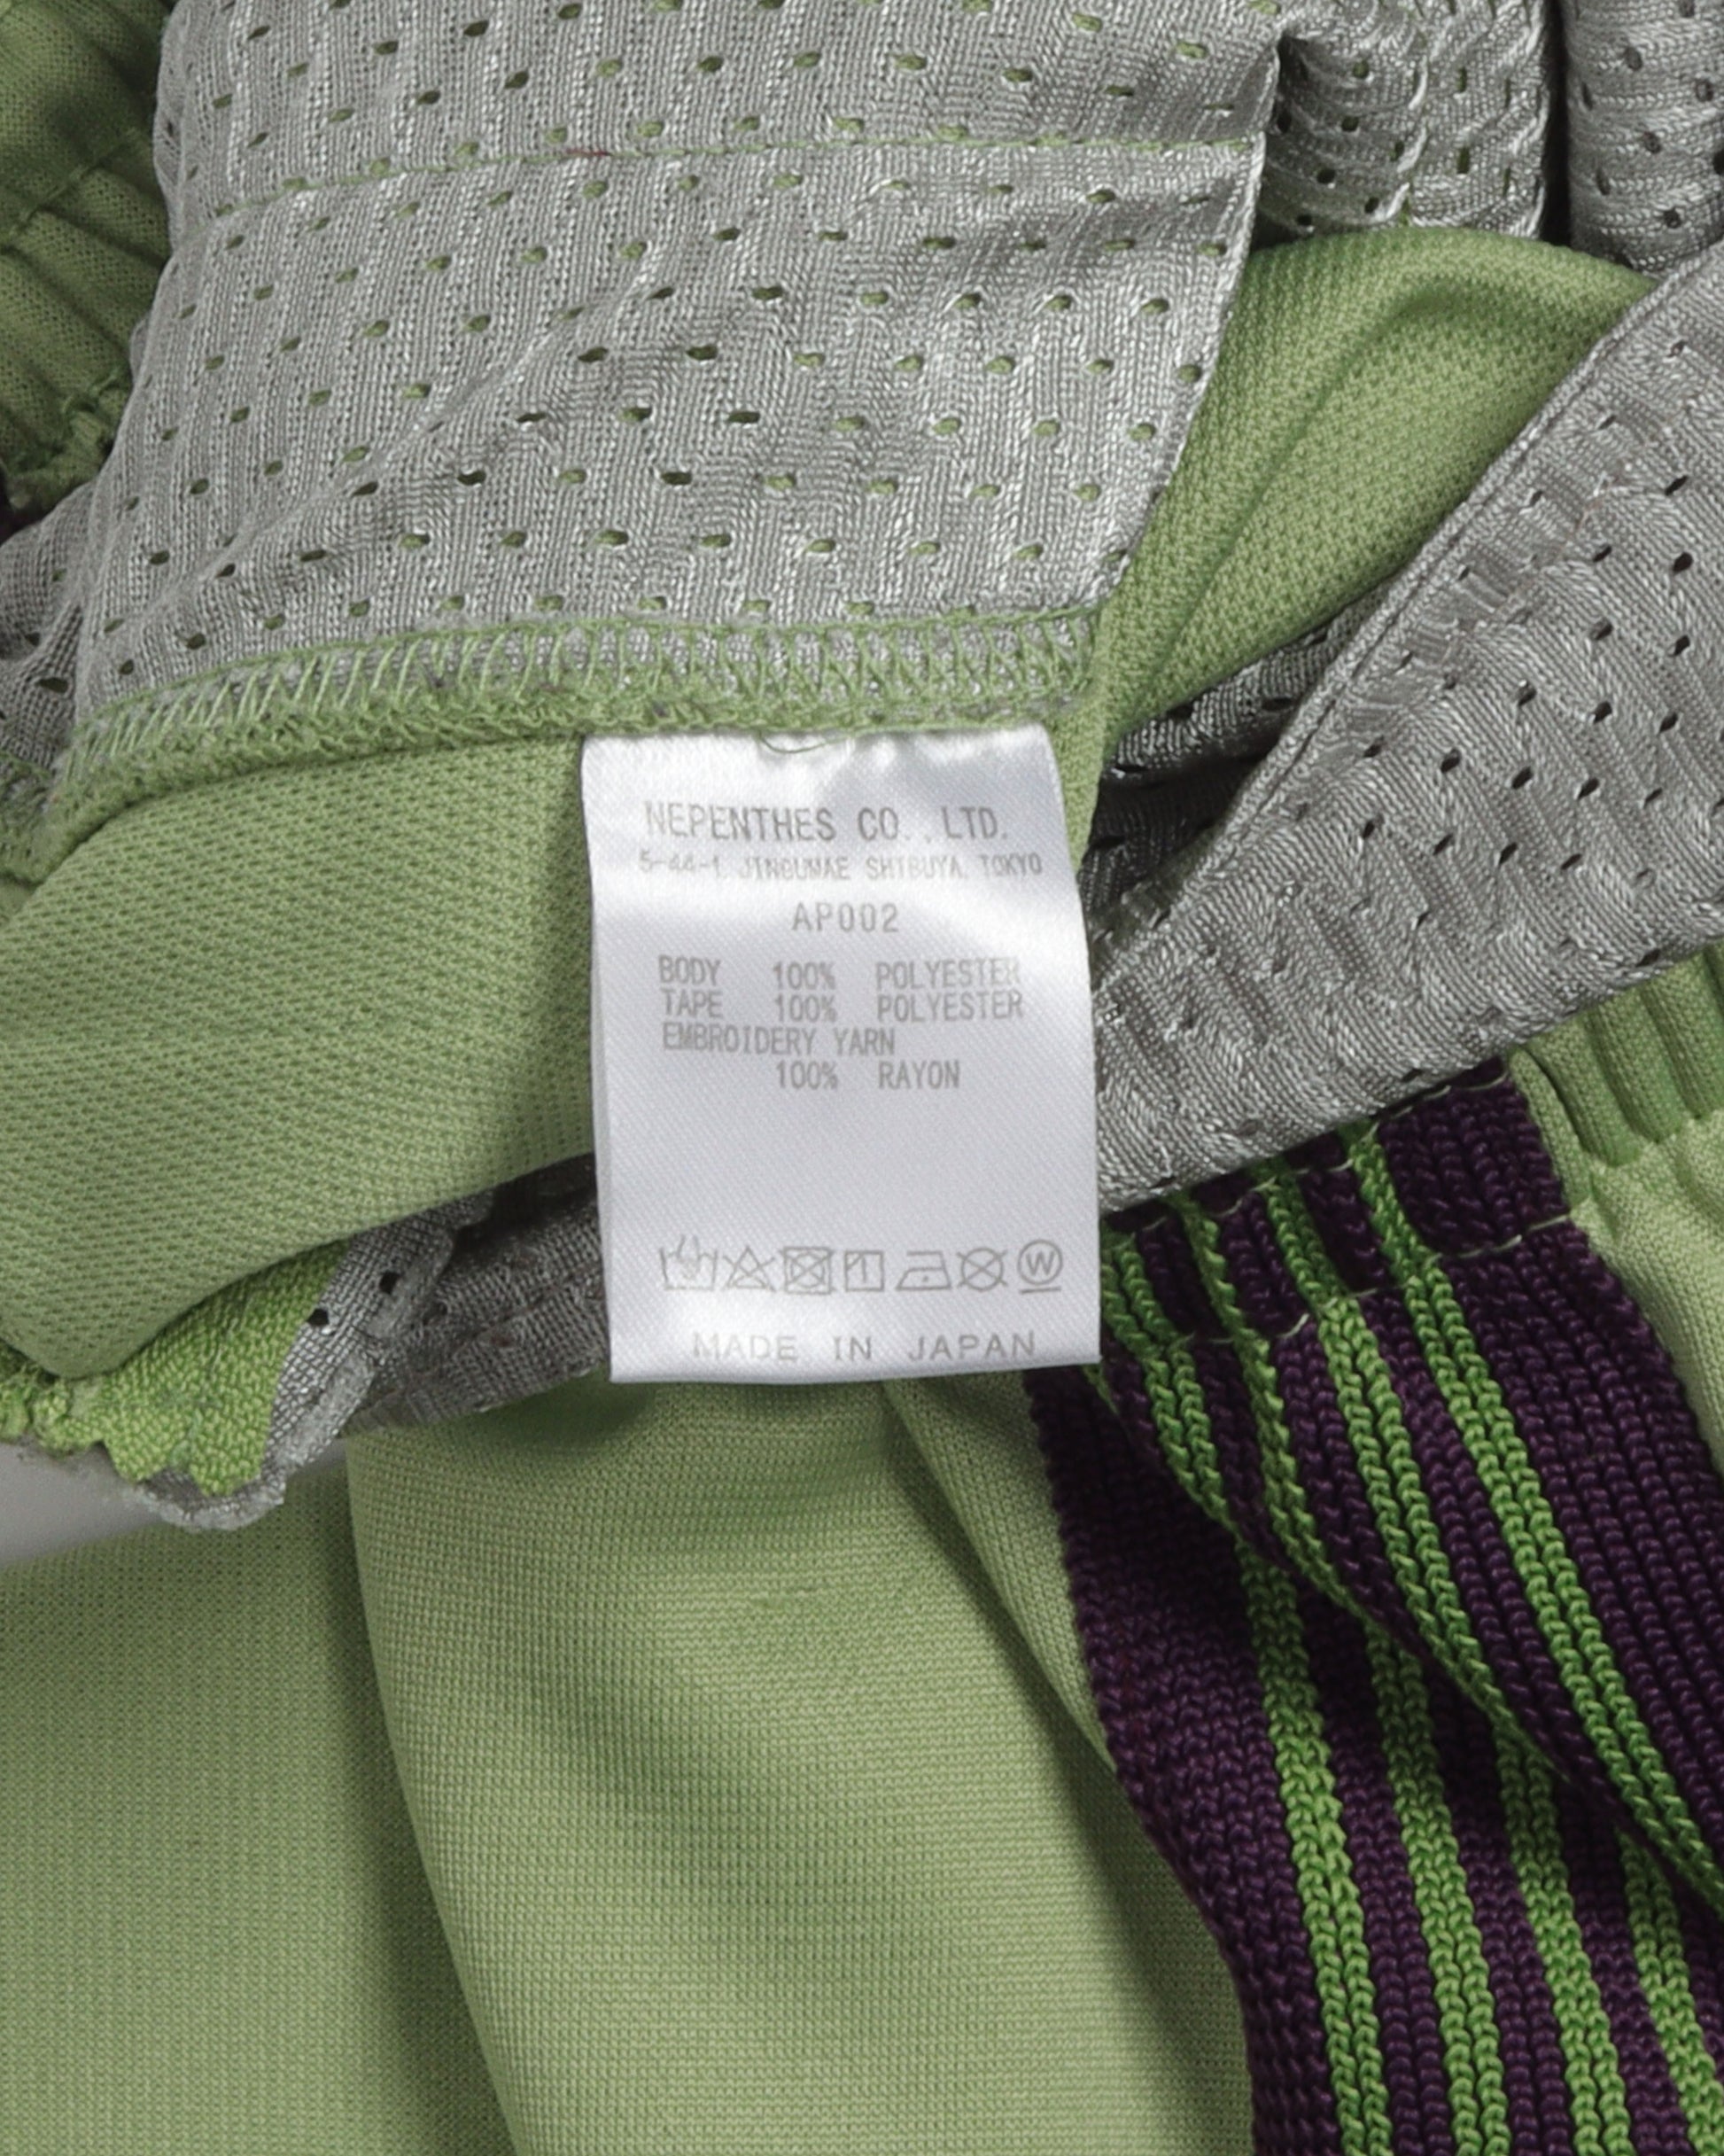 NEPENTHES CO.,LTD.
5-44-1 JINGUMAE SHIBUYA, TOKYO
AP002
BODY 100% POLYESTER
TAPE 100% POLYESTER
EMBROIDERY YARN
100% RAYON
1 W
MADE IN JAPAN